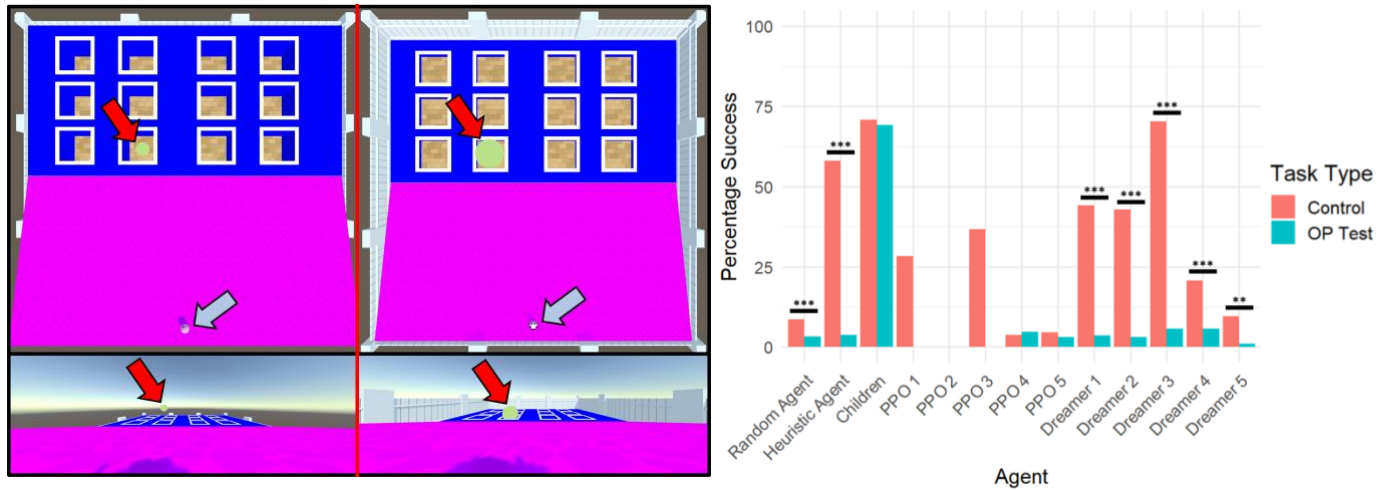 100
75
50
25
0
Percentage Success
***
***
***
***
***
***
**
Random Agent
Heuristic Agent
Children
PPO 1
PPO 2
PPO 3
PPO 4
PPO 5
Dreamer 1
Dreamer 2
Dreamer 3
Dreamer 4
Dreamer 5
Agent
Task Type
Control
OP Test